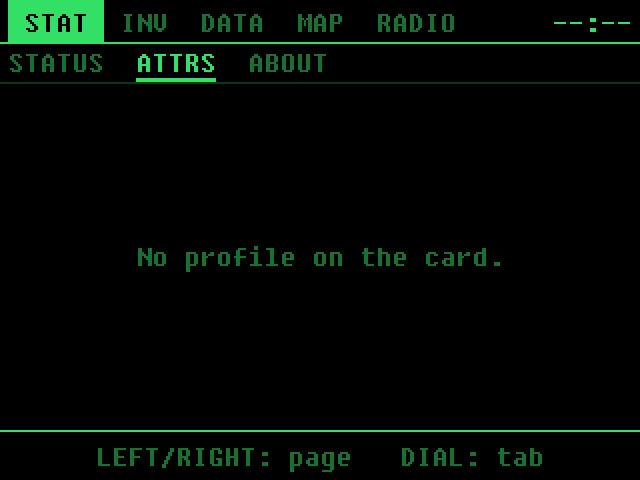 STAT INV DATA MAP RADIO --:--
STATUS ATTRS ABOUT
No profile on the card.
LEFT/RIGHT: page DIAL: tab